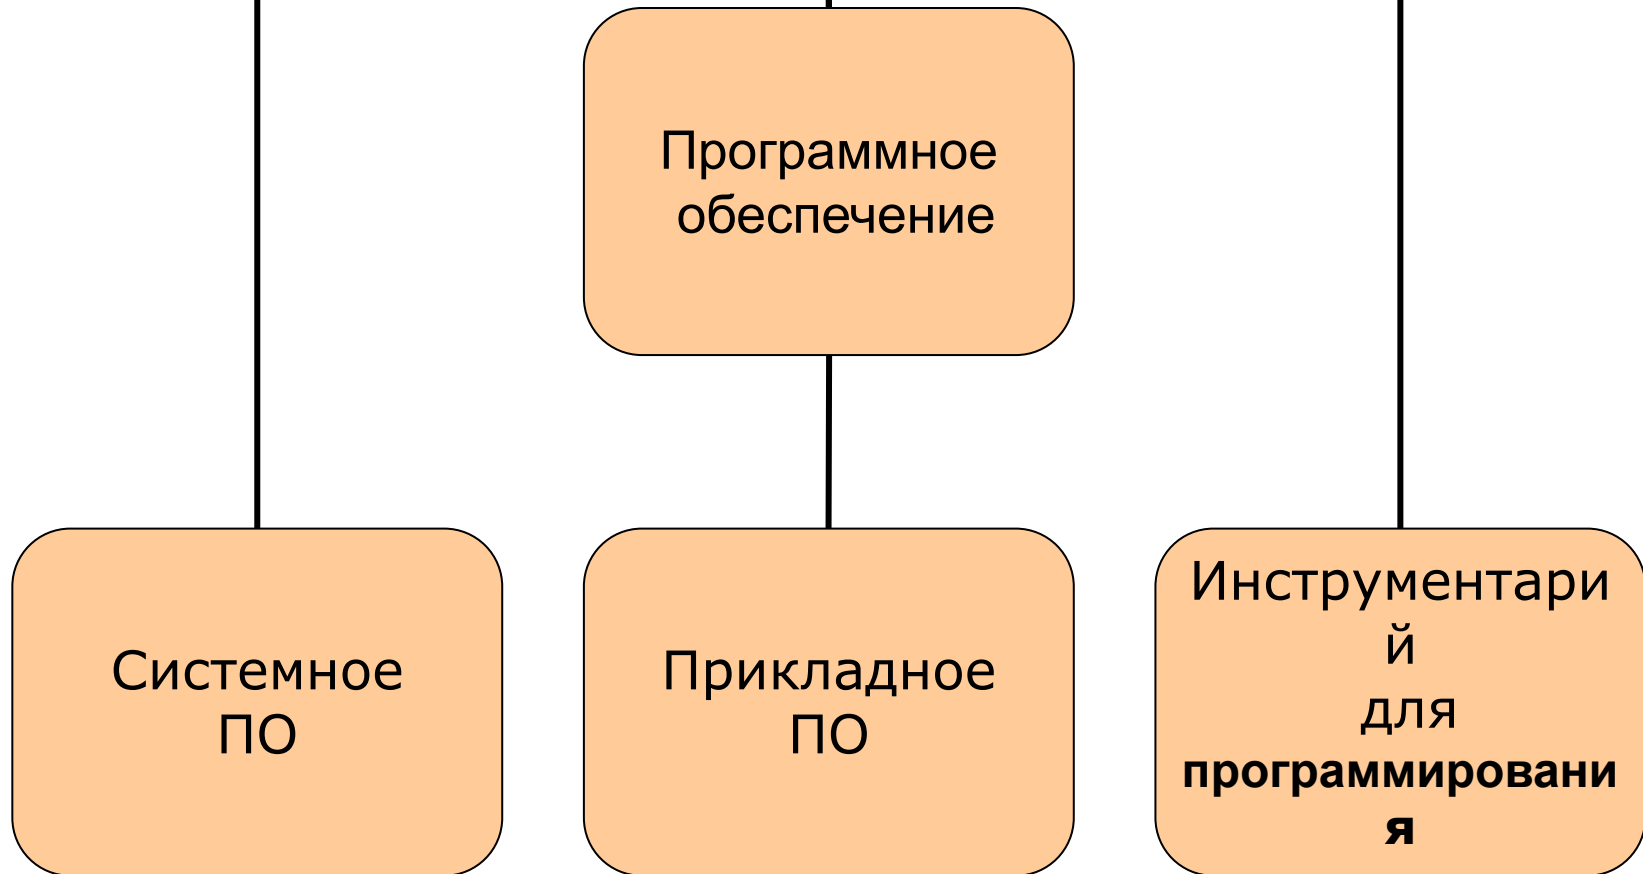 Программное
обеспечение
Системное
ПО
Прикладное
ПО
Инструментари
й
для
программировани
я